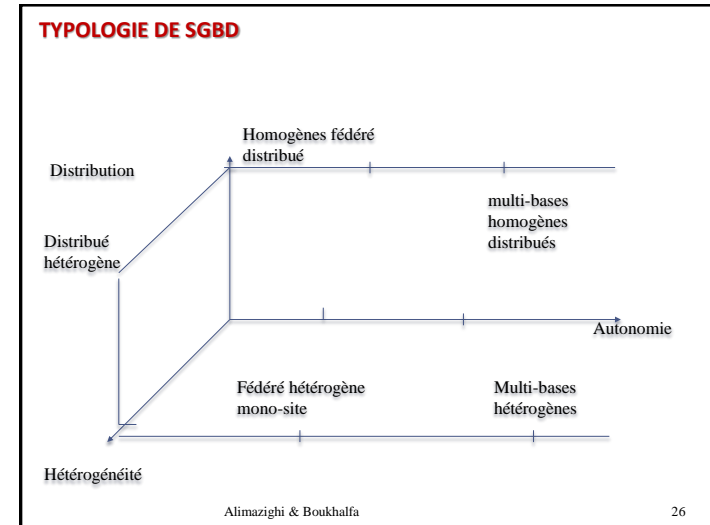 TYPOLOGIE DE SGBD
Homogènes fédéré
distribué
Distribution
multi-bases
homogènes
distribués
Distribué
hétérogène
Autonomie
Fédéré hétérogène
mono-site
Multi-bases
hétérogènes
Hétérogénéité
Alimazighi & Boukhalfa
26